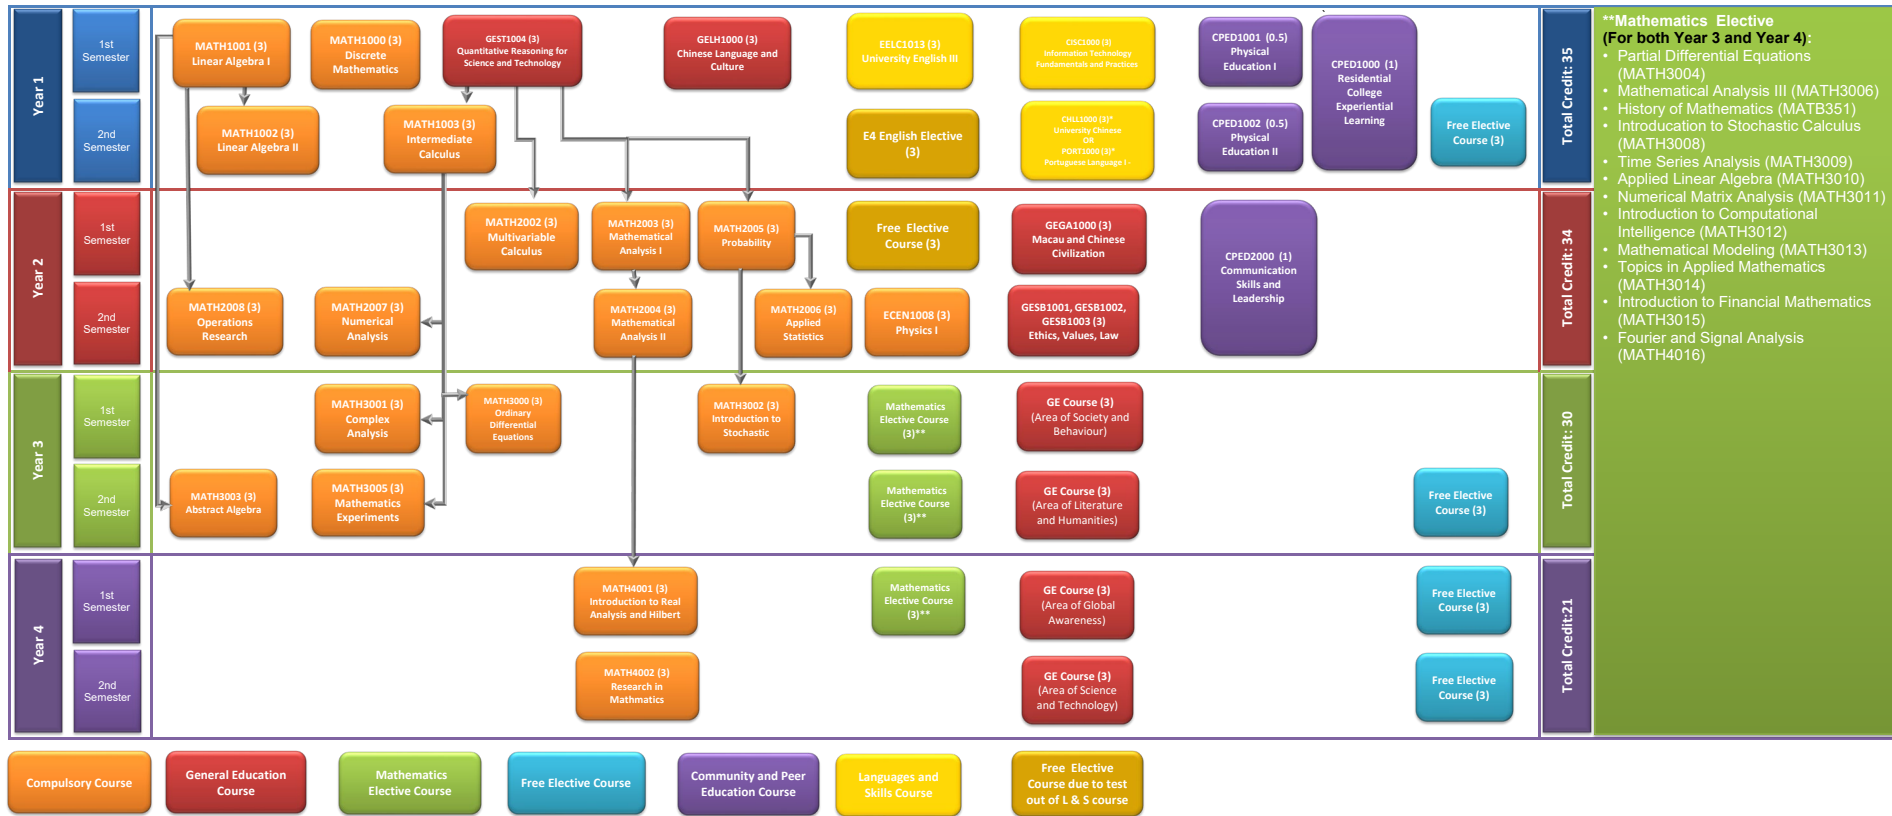 Year 1
1st
Semester
2nd
Semester
MATH1001 (3)
Linear Algebra I
MATH1000 (3)
Discrete
Mathematics
GEST1004 (3)
Quantitative Reasoning for
Science and Technology
GELH1000 (3)
Chinese Language and
Culture
EELC1013 (3)
University English III
CISC1000 (3)
Information Technology
Fundamentals and Practices
CPED1001 (0.5)
Physical
Education I
CPED1000 (1)
Residential
College
Experiential
Learning
MATH1002 (3)
Linear Algebra II
MATH1003 (3)
Intermediate
Calculus
E4 English Elective
(3)
CHLL1000 (3)*
University Chinese
OR
PORT1000 (3)*
Portuguese Language I -
CPED1002 (0.5)
Physical
Education II
Free Elective
Course (3)
Total Credit: 35
Year 2
1st
Semester
2nd
Semester
MATH2002 (3)
Multivariable
Calculus
MATH2003 (3)
Mathematical
Analysis I
MATH2005 (3)
Probability
Free Elective
Course (3)
GEGA1000 (3)
Macau and Chinese
Civilization
CPED2000 (1)
Communication
Skills and
Leadership
MATH2008 (3)
Operations
Research
MATH2007 (3)
Numerical
Analysis
MATH2004 (3)
Mathematical
Analysis II
MATH2006 (3)
Applied
Statistics
ECEN1008 (3)
Physics I
GESB1001, GESB1002,
GESB1003 (3)
Ethics, Values, Law
Total Credit: 34
Year 3
1st
Semester
2nd
Semester
MATH3001 (3)
Complex
Analysis
MATH3000 (3)
Ordinary
Differential
Equations
MATH3002 (3)
Introduction to
Stochastic
Mathematics
Elective Course
(3)**
GE Course (3)
(Area of Society and
Behaviour)
MATH3003 (3)
Abstract Algebra
MATH3005 (3)
Mathematics
Experiments
Mathematics
Elective Course
(3)**
GE Course (3)
(Area of Literature
and Humanities)
Free Elective
Course (3)
Total Credit: 30
Year 4
1st
Semester
2nd
Semester
MATH4001 (3)
Introduction to Real
Analysis and Hilbert
Mathematics
Elective Course
(3)**
GE Course (3)
(Area of Global
Awareness)
Free Elective
Course (3)
MATH4002 (3)
Research in
Mathmatics
GE Course (3)
(Area of Science
and Technology)
Free Elective
Course (3)
Total Credit:21
**Mathematics Elective
(For both Year 3 and Year 4):
• Partial Differential Equations
(MATH3004)
• Mathematical Analysis III (MATH3006)
• History of Mathematics (MATB351)
• Introducation to Stochastic Calculus
(MATH3008)
• Time Series Analysis (MATH3009)
• Applied Linear Algebra (MATH3010)
• Numerical Matrix Analysis (MATH3011)
• Introduction to Computational
Intelligence (MATH3012)
• Mathematical Modeling (MATH3013)
• Topics in Applied Mathematics
(MATH3014)
• Introduction to Financial Mathematics
(MATH3015)
• Fourier and Signal Analysis
(MATH4016)
Compulsory Course
General Education
Course
Mathematics
Elective Course
Free Elective Course
Community and Peer
Education Course
Languages and
Skills Course
Free Elective
Course due to test
out of L & S course